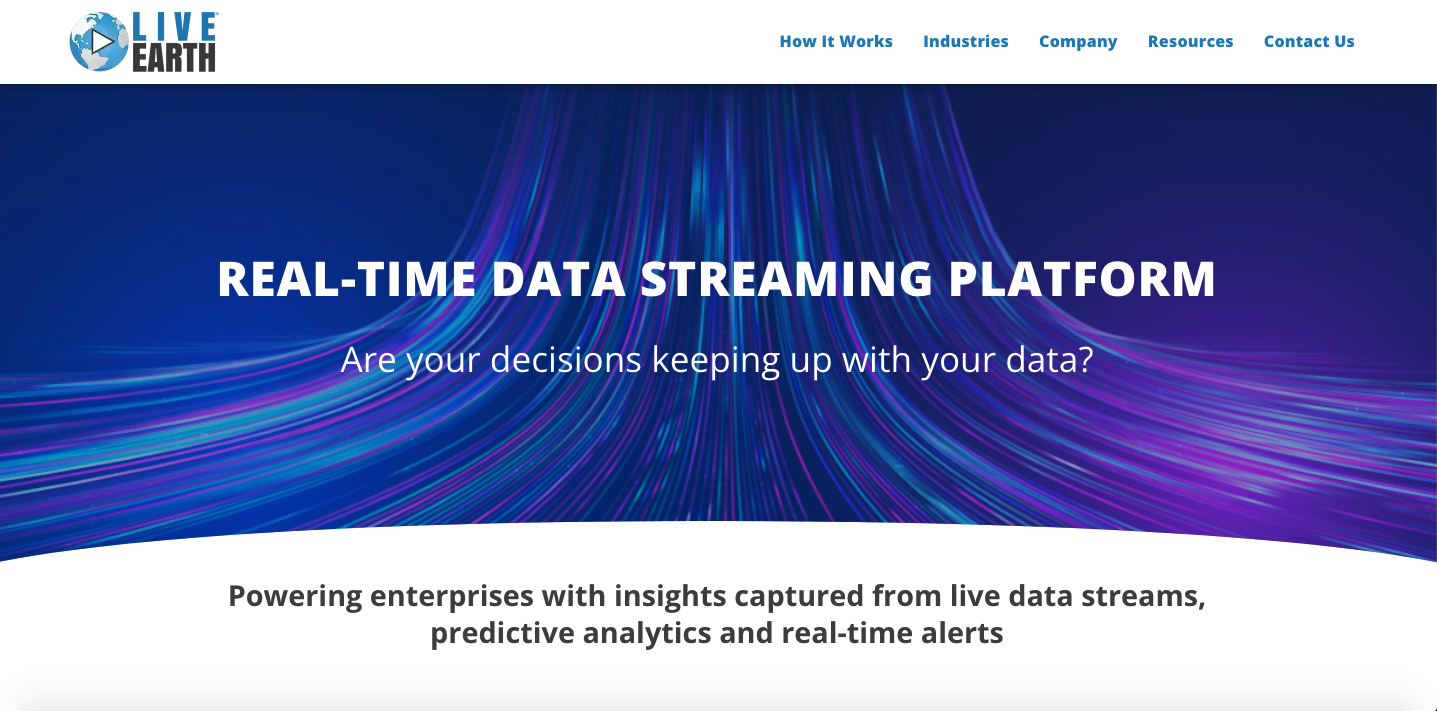 LIVE
EARTH
How It Works Industries Company Resources Contact Us
REAL-TIME DATA STREAMING PLATFORM
Are your decisions keeping up with your data?
Powering enterprises with insights captured from live data streams,
predictive analytics and real-time alerts